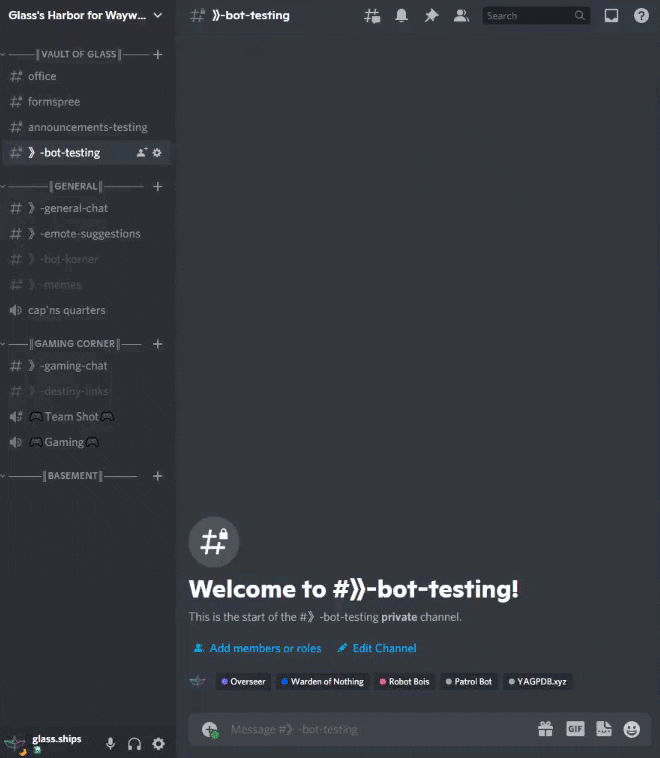 Glass's Harbor for Wayw...
║VAULT OF GLASS║
office
formspree
announcements-testing
》-bot-testing
║GENERAL║
》-general-chat
》-emote-suggestions
》-bot-korner
》-memes
cap'ns quarters
║GAMING CORNER║
》-gaming-chat
》-destiny-links
🎮Team Shot🎮
🎮Gaming🎮
║BASEMENT║
glass.ships
》-bot-testing
Search
Welcome to #》-bot-testing!
This is the start of the #》-bot-testing private channel.
Add members or roles Edit Channel
Overseer Warden of Nothing Robot Bois Patrol Bot YAGPDB.xyz
Message #》-bot-testing
GIF